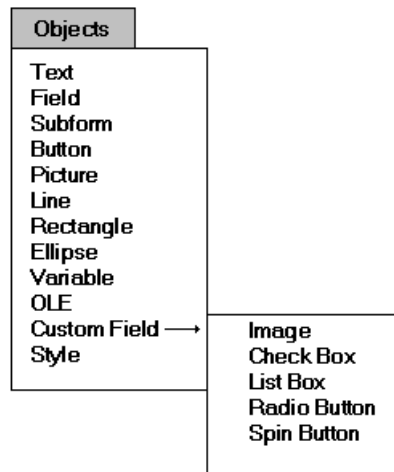 Objects
Text
Field
Subform
Button
Picture
Line
Rectangle
Ellipse
Variable
OLE
Custom Field
Style
Image
Check Box
List Box
Radio Button
Spin Button